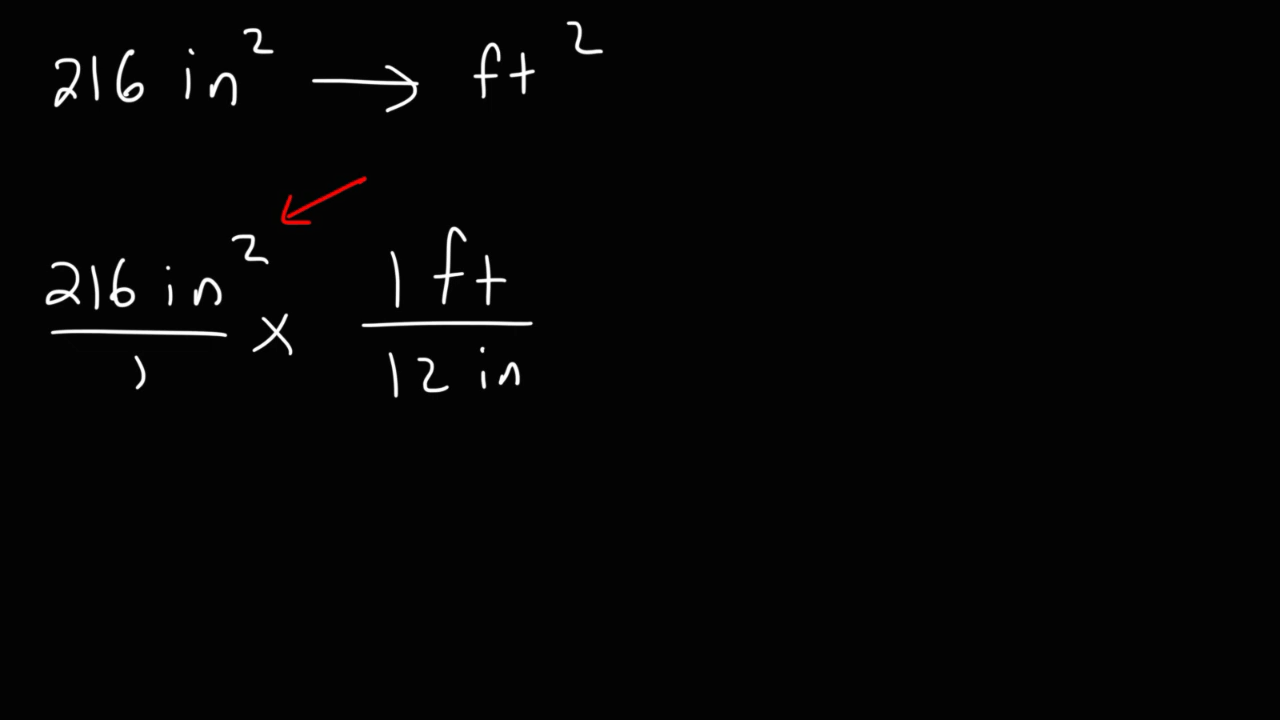 216 in² → ft²
216 in² / 1 × 1 ft / 12 in